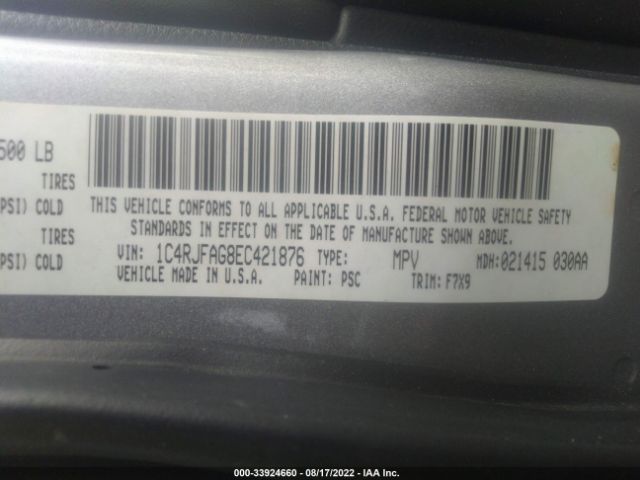 500 LB
TIRES
PSI) COLD
TIRES
PSI) COLD
THIS VEHICLE CONFORMS TO ALL APPLICABLE U.S.A. FEDERAL MOTOR VEHICLE SAFETY
STANDARDS IN EFFECT ON THE DATE OF MANUFACTURE SHOWN ABOVE.
VIN: 1C4RJFAG8EC421876 TYPE: MPV MDH:021415 030AA
VEHICLE MADE IN U.S.A. PAINT: PSC TRIM: F7X9
000-33924660 - 08/17/2022 - IAA Inc.